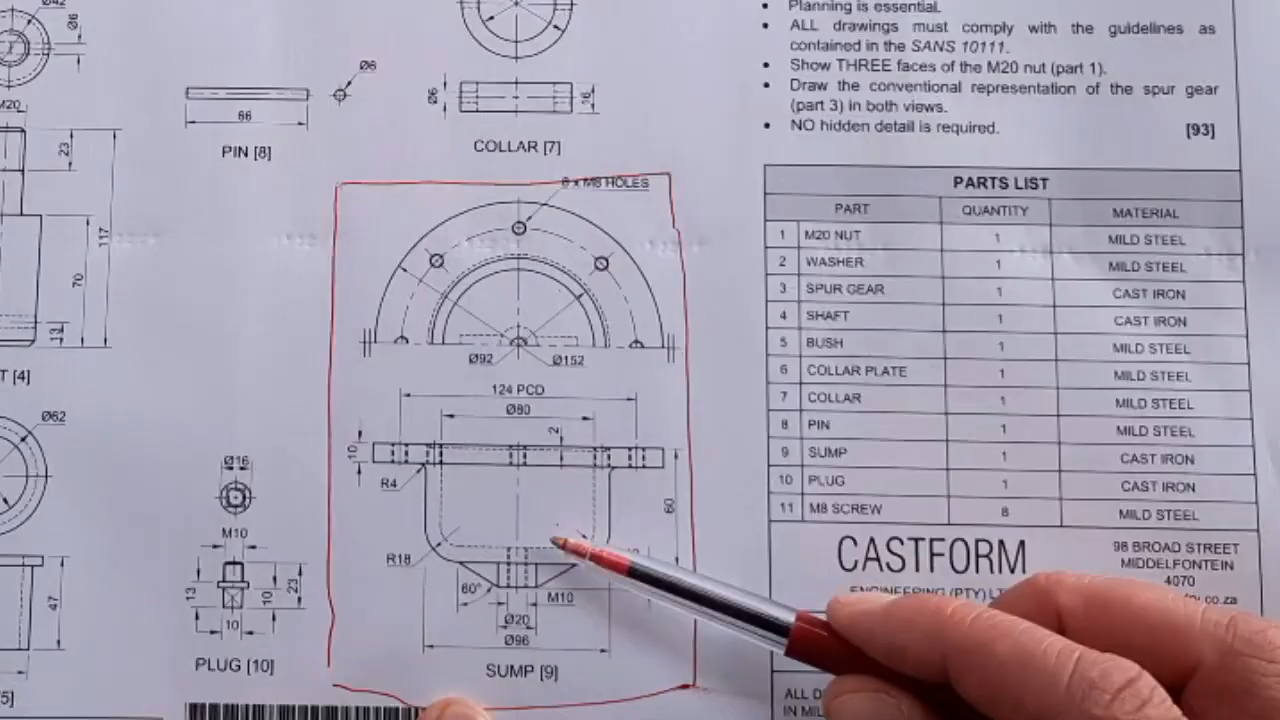 Ø42
Ø6
M20
23
117
70
13
T [4]
Ø62
47
5]
Ø6
66
PIN [8]
Ø6
16
COLLAR [7]
6 x M8 HOLES
Ø92
Ø152
124 PCD
Ø80
2
10
R4
60
R18
60°
M10
Ø20
Ø96
SUMP [9]
Ø16
M10
13
10
23
10
PLUG [10]
• Planning is essential.
• ALL drawings must comply with the guidelines as
contained in the SANS 10111.
• Show THREE faces of the M20 nut (part 1).
• Draw the conventional representation of the spur gear
(part 3) in both views.
• NO hidden detail is required.
[93]
PARTS LIST
PART QUANTITY MATERIAL
1 M20 NUT 1 MILD STEEL
2 WASHER 1 MILD STEEL
3 SPUR GEAR 1 CAST IRON
4 SHAFT 1 CAST IRON
5 BUSH 1 MILD STEEL
6 COLLAR PLATE 1 MILD STEEL
7 COLLAR 1 MILD STEEL
8 PIN 1 MILD STEEL
9 SUMP 1 CAST IRON
10 PLUG 1 CAST IRON
11 M8 SCREW 8 MILD STEEL
CASTFORM
ENGINEERING (PTY) LT
98 BROAD STREET
MIDDELFONTEIN
4070
co.za
ALL D
IN MIL